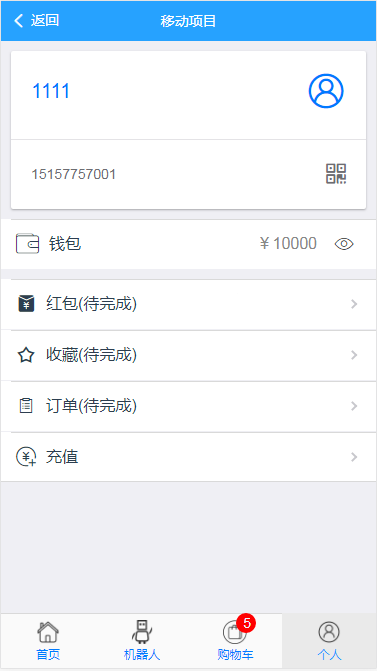 返回
移动项目
1111
15157757001
钱包
¥ 10000
红包(待完成)
收藏(待完成)
订单(待完成)
充值
首页
机器人
5
购物车
个人